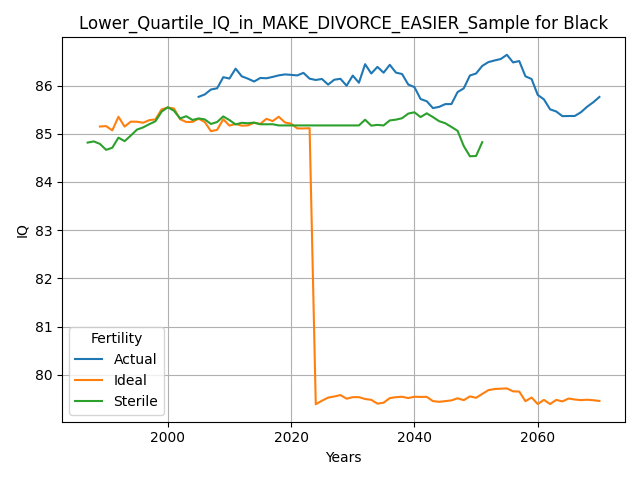 Lower_Quartile_IQ_in_MAKE_DIVORCE_EASIER_Sample for Black
86
85
84
83
82
81
80
IQ
Fertility
Actual
Ideal
Sterile
2000
2020
2040
2060
Years